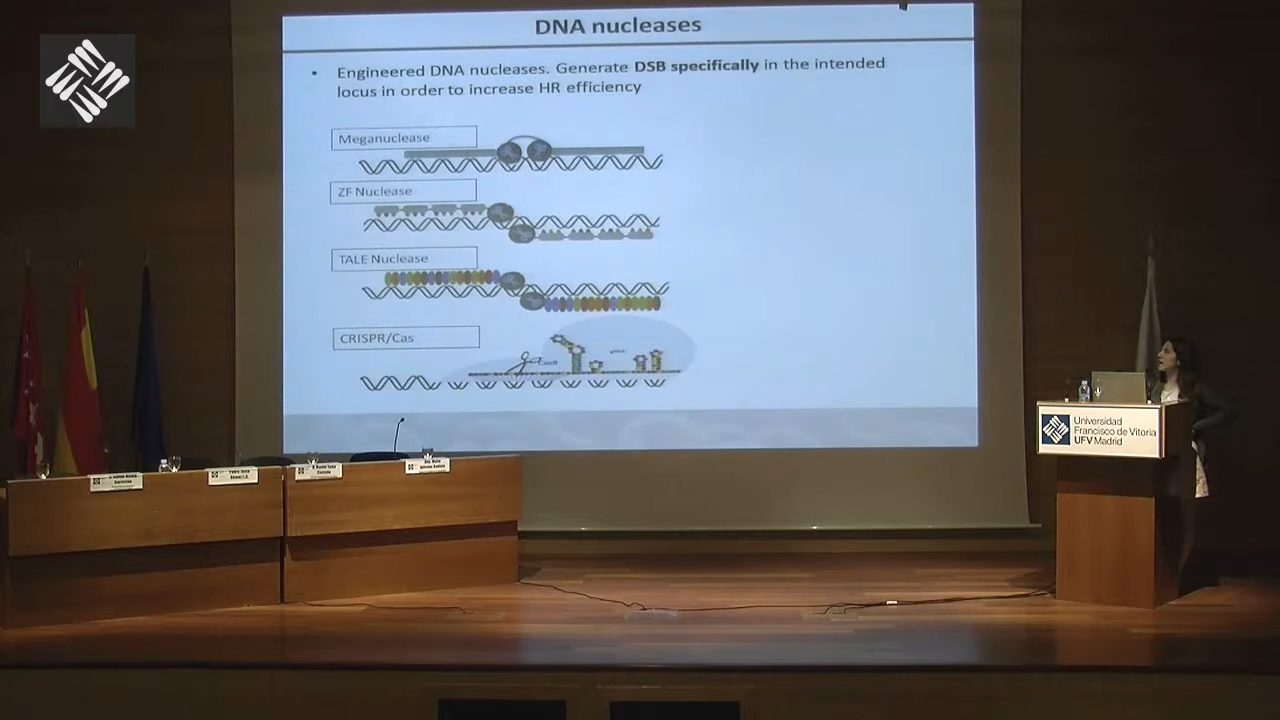 DNA nucleases
• Engineered DNA nucleases. Generate DSB specifically in the intended
locus in order to increase HR efficiency
Meganuclease
ZF Nuclease
TALE Nuclease
CRISPR/Cas
Universidad
Francisco de Vitoria
UFV Madrid